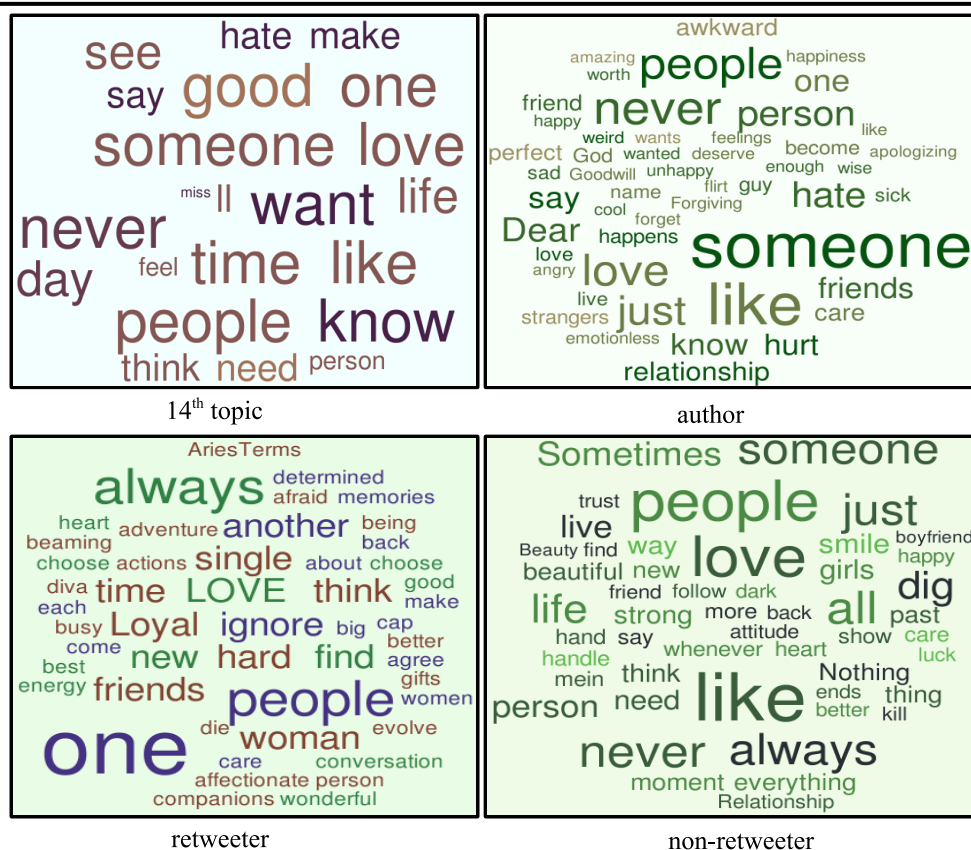 hate make
see
say good one
someone love
miss ll want life
never
day feel time like
people know
think need person
14th topic
awkward
amazing people happiness
worth one
friend never person
happy
weird wants feelings like
perfect God wanted deserve become apologizing
sad Goodwill unhappy enough wise
say name flirt guy hate sick
cool Forgiving
Dear forget
happens someone
love
angry love
live just like friends
strangers care
emotionless know hurt
relationship
author
AriesTerms
always determined
afraid memories
heart adventure another being
beaming back
choose actions single about choose
diva time LOVE think good
each make
busy Loyal ignore big cap
come better
best new hard find agree
energy friends gifts
people women
one die woman evolve
care conversation
affectionate person
companions wonderful
retweeter
Sometimes someone
trust people just
live
Beauty find way love smile boyfriend
happy
beautiful new girls
friend follow dark dig
life strong more back all past
hand say attitude show care
whenever heart luck
handle
mein think Nothing
person need like ends thing
better kill
never always
moment everything
Relationship
non-retweeter